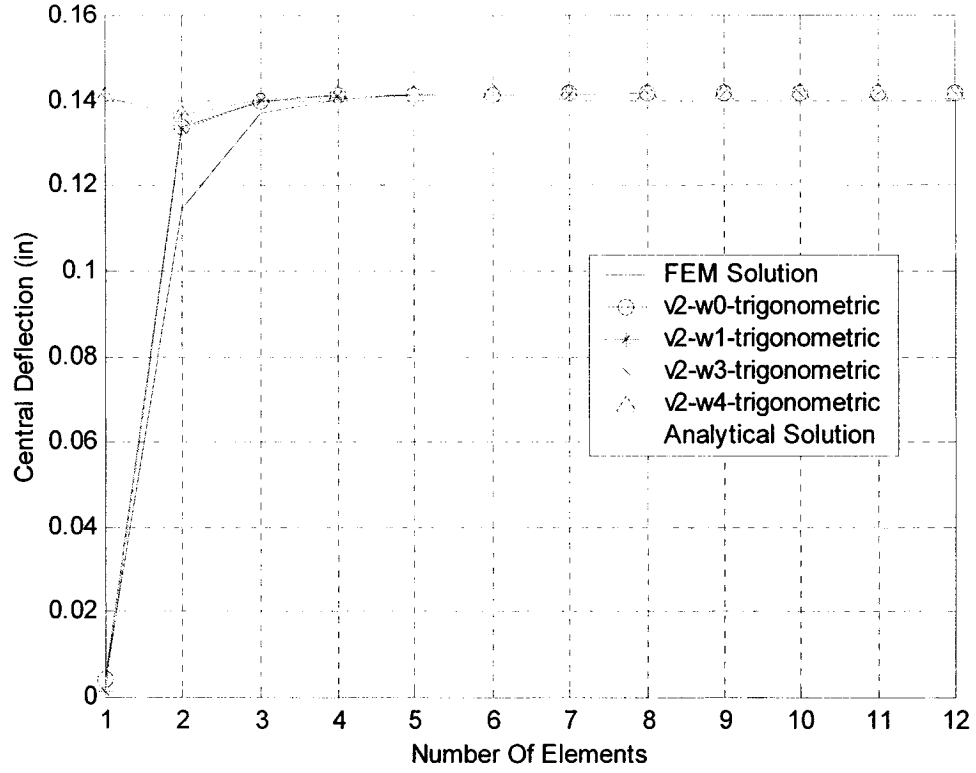 0.16
0.14
0.12
0.1
0.08
0.06
0.04
0.02
0
Central Deflection (in)
FEM Solution
v2-w0-trigonometric
v2-w1-trigonometric
v2-w3-trigonometric
v2-w4-trigonometric
Analytical Solution
1 2 3 4 5 6 7 8 9 10 11 12
Number Of Elements